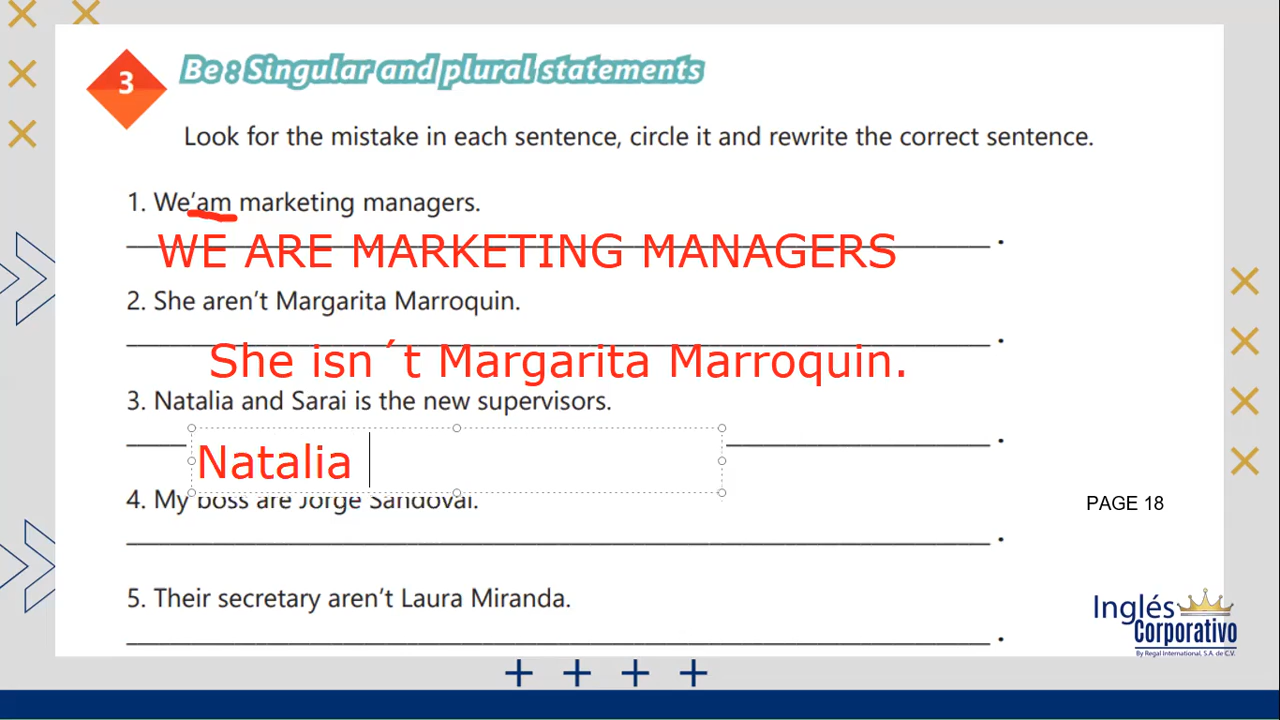 3
Be: Singular and plural statements
Look for the mistake in each sentence, circle it and rewrite the correct sentence.
1. We'am marketing managers.
WE ARE MARKETING MANAGERS
2. She aren't Margarita Marroquin.
She isn´t Margarita Marroquin.
3. Natalia and Sarai is the new supervisors.
Natalia
4. My boss are Jorge Sandoval.
PAGE 18
5. Their secretary aren't Laura Miranda.
Inglés
Corporativo
By Regal International, S.A. de C.V.